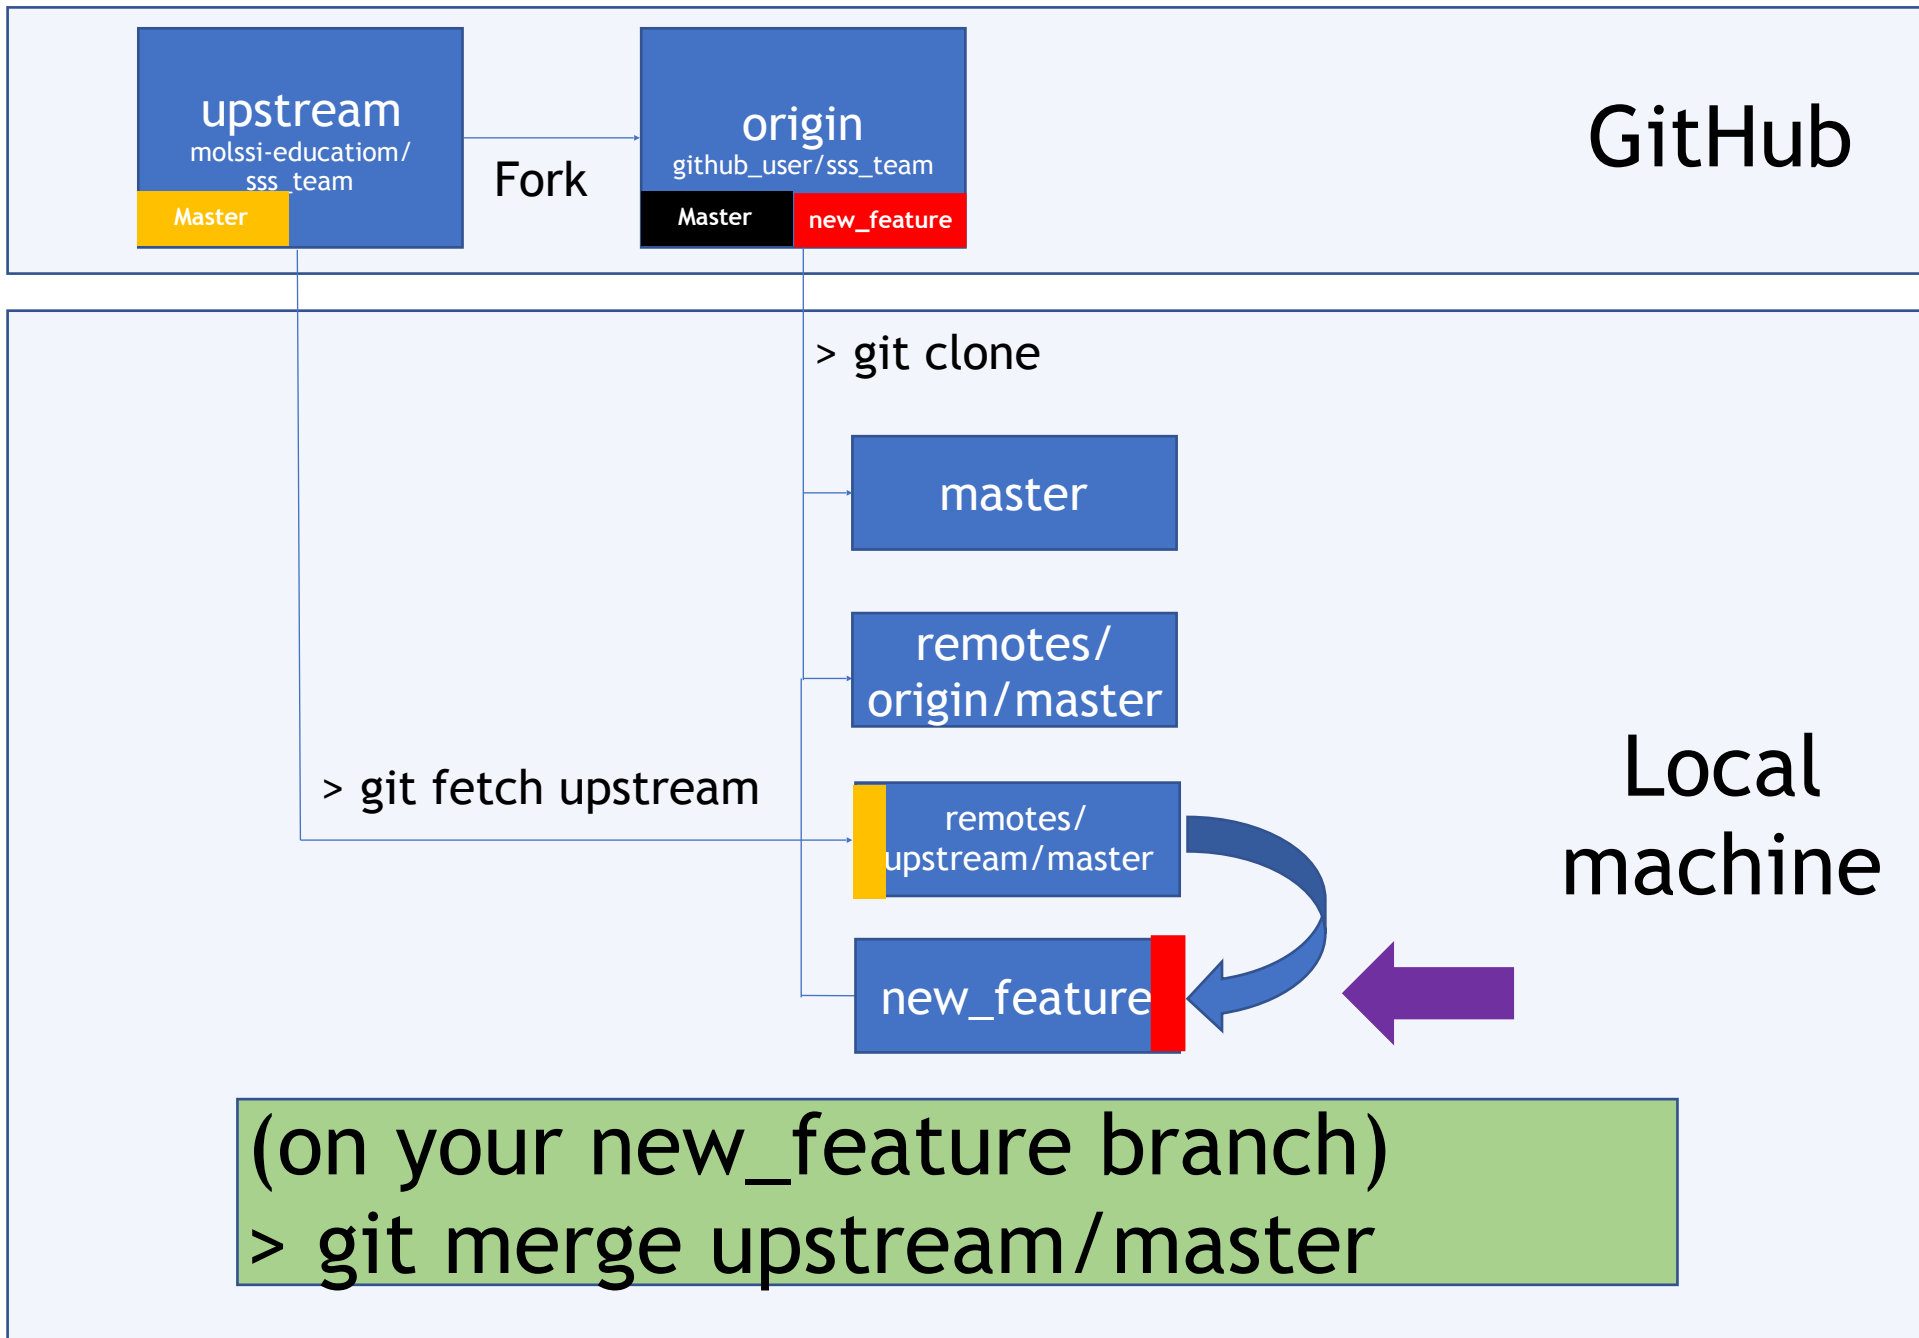 upstream
molssi-educatiom/
sss_team
Master
Fork
origin
github_user/sss_team
Master
new_feature
GitHub
> git clone
master
remotes/
origin/master
> git fetch upstream
remotes/
upstream/master
new_feature
Local
machine
(on your new_feature branch)
> git merge upstream/master